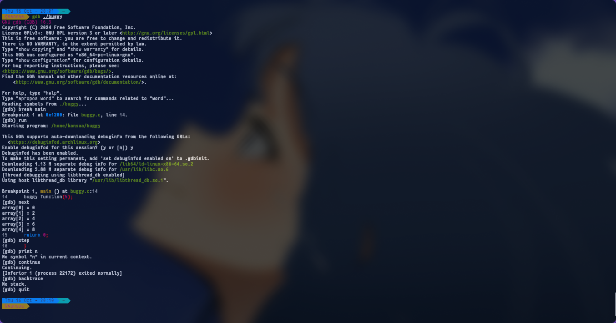 gdb ./buggy
Copyright (C) 2024 Free Software Foundation, Inc.
License GPLv3+: GNU GPL version 3 or later <http://gnu.org/licenses/gpl.html>
This is free software: you are free to change and redistribute it.
There is NO WARRANTY, to the extent permitted by law.
Type "show copying" and "show warranty" for details.
This GDB was configured as "x86_64-pc-linux-gnu".
Type "show configuration" for configuration details.
For bug reporting instructions, please see:
<https://www.gnu.org/software/gdb/bugs/>.
Find the GDB manual and other documentation resources online at:
<http://www.gnu.org/software/gdb/documentation/>.
For help, type "help".
Type "apropos word" to search for commands related to "word"...
Reading symbols from ./buggy...
(gdb) break main
Breakpoint 1 at file buggy.c, line 14.
(gdb) run
Starting program:
This GDB supports auto-downloading debuginfo from the following URLs:
<https://debuginfod.archlinux.org>
Enable debuginfod for this session? (y or [n]) y
Debuginfod has been enabled.
To make this setting permanent, add 'set debuginfod enabled on' to .gdbinit.
Downloading separate debug info for /lib64/ld-linux-x86-64.so.2
Downloading separate debug info for /usr/lib/libc.so.6
[Thread debugging using libthread_db enabled]
Using host libthread_db library "/usr/lib/libthread_db.so.1".
Breakpoint 1, main () at buggy.c:14
14 buggy_function(5);
(gdb) next
array[0] = 0
array[1] = 2
array[2] = 4
array[3] = 6
array[4] = 8
15 return 0;
(gdb) step
16 }
(gdb) print n
No symbol "n" in current context.
(gdb) continue
Continuing.
[Inferior 1 (process 22172) exited normally]
(gdb) backtrace
No stack.
(gdb) quit